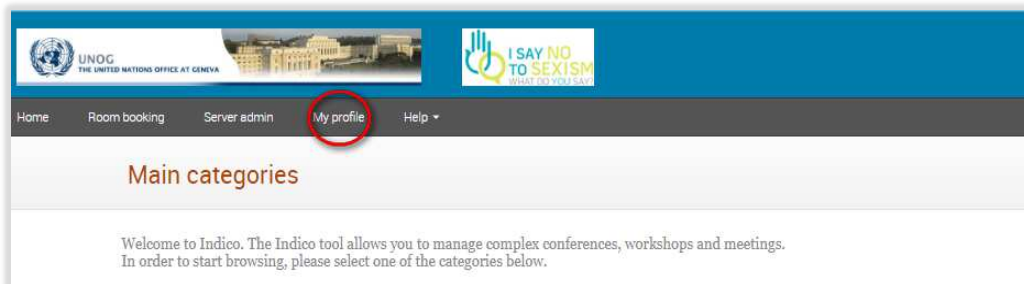 UNOG
THE UNITED NATIONS OFFICE AT GENEVA
I SAY NO
TO SEXISM
WHAT DO YOU SAY?
Home Room booking Server admin My profile Help
Main categories
Welcome to Indico. The Indico tool allows you to manage complex conferences, workshops and meetings.
In order to start browsing, please select one of the categories below.